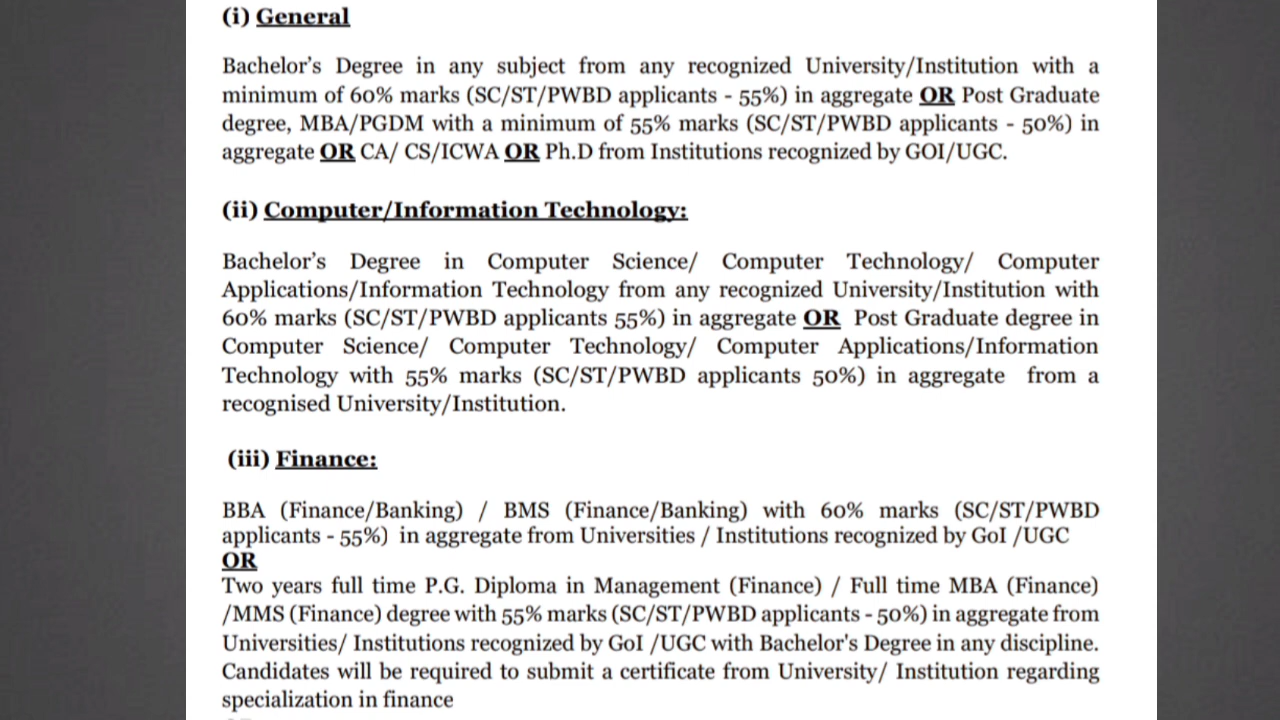 (i) General
Bachelor's Degree in any subject from any recognized University/Institution with a
minimum of 60% marks (SC/ST/PWBD applicants - 55%) in aggregate OR Post Graduate
degree, MBA/PGDM with a minimum of 55% marks (SC/ST/PWBD applicants - 50%) in
aggregate OR CA/ CS/ICWA OR Ph.D from Institutions recognized by GOI/UGC.
(ii) Computer/Information Technology:
Bachelor's Degree in Computer Science/ Computer Technology/ Computer
Applications/Information Technology from any recognized University/Institution with
60% marks (SC/ST/PWBD applicants 55%) in aggregate OR Post Graduate degree in
Computer Science/ Computer Technology/ Computer Applications/Information
Technology with 55% marks (SC/ST/PWBD applicants 50%) in aggregate from a
recognised University/Institution.
(iii) Finance:
BBA (Finance/Banking) / BMS (Finance/Banking) with 60% marks (SC/ST/PWBD
applicants - 55%) in aggregate from Universities / Institutions recognized by GoI /UGC
OR
Two years full time P.G. Diploma in Management (Finance) / Full time MBA (Finance)
/MMS (Finance) degree with 55% marks (SC/ST/PWBD applicants - 50%) in aggregate from
Universities/ Institutions recognized by GoI /UGC with Bachelor's Degree in any discipline.
Candidates will be required to submit a certificate from University/ Institution regarding
specialization in finance